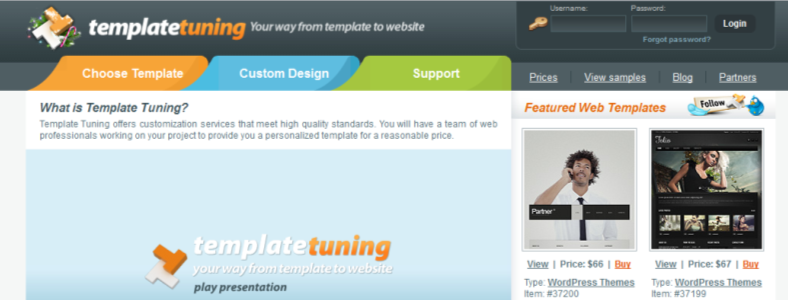 templatetuning Your way from template to website
Username: Password:
Login
Forgot password?
Choose Template Custom Design Support
Prices View samples Blog Partners
What is Template Tuning?
Template Tuning offers customization services that meet high quality standards. You will have a team of web
professionals working on your project to provide you a personalized template for a reasonable price.
templatetuning
your way from template to website
play presentation
Featured Web Templates
Follow
Partner
View | Price: $66 | Buy
Type: WordPress Themes
Item: #37200
View | Price: $67 | Buy
Type: WordPress Themes
Item: #37199